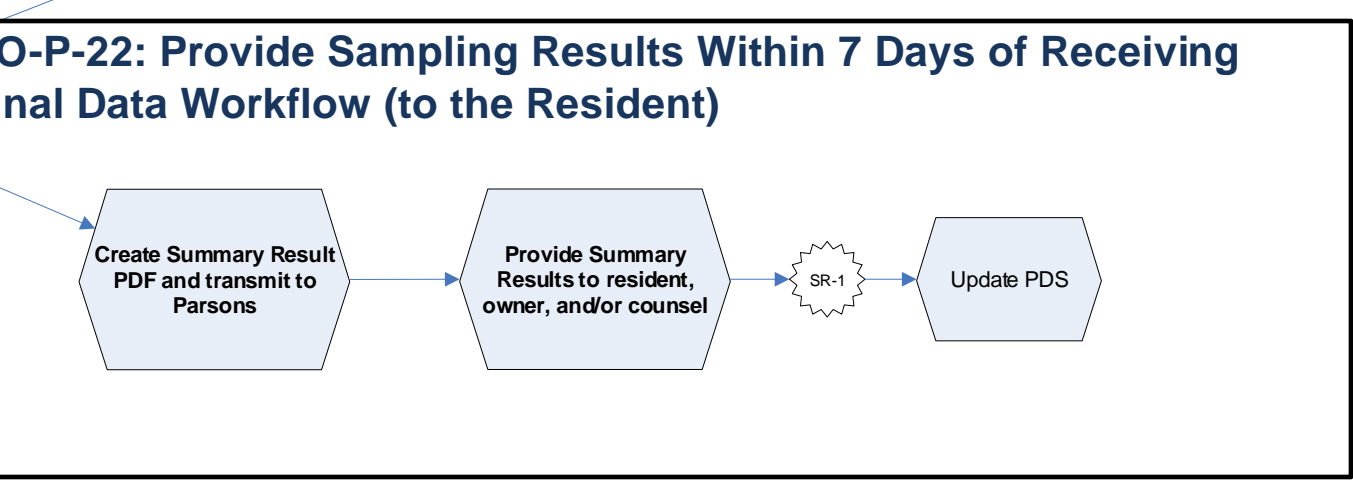 O-P-22: Provide Sampling Results Within 7 Days of Receiving
nal Data Workflow (to the Resident)
Create Summary Result
PDF and transmit to
Parsons
Provide Summary
Results to resident,
owner, and/or counsel
SR-1
Update PDS